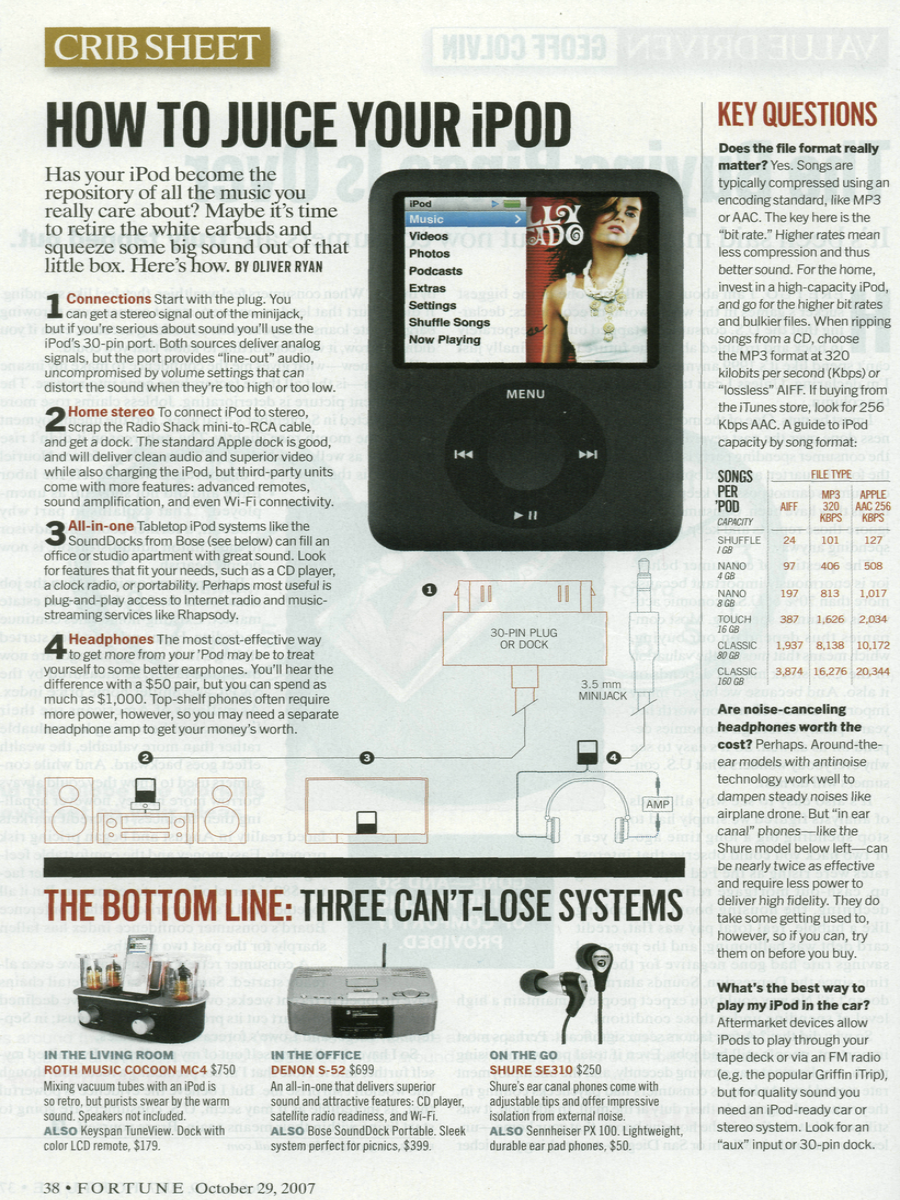 CRIB SHEET
HOW TO JUICE YOUR iPOD
Has your iPod become the
repository of all the music you
really care about? Maybe it's time
to retire the white earbuds and
squeeze some big sound out of that
little box. Here's how. BY OLIVER RYAN
1 Connections Start with the plug. You
can get a stereo signal out of the minijack,
but if you're serious about sound you'll use the
iPod's 30-pin port. Both sources deliver analog
signals, but the port provides “line-out” audio,
uncompromised by volume settings that can
distort the sound when they're too high or too low.
2 Home stereo To connect iPod to stereo,
scrap the Radio Shack mini-to-RCA cable,
and get a dock. The standard Apple dock is good,
and will deliver clean audio and superior video
while also charging the iPod, but third-party units
come with more features: advanced remotes,
sound amplification, and even Wi-Fi connectivity.
3 All-in-one Tabletop iPod systems like the
SoundDocks from Bose (see below) can fill an
office or studio apartment with great sound. Look
for features that fit your needs, such as a CD player,
a clock radio, or portability. Perhaps most useful is
plug-and-play access to Internet radio and music-
streaming services like Rhapsody.
4 Headphones The most cost-effective way
to get more from your 'Pod may be to treat
yourself to some better earphones. You'll hear the
difference with a $50 pair, but you can spend as
much as $1,000. Top-shelf phones often require
more power, however, so you may need a separate
headphone amp to get your money's worth.
iPod
Music
Videos
Photos
Podcasts
Extras
Settings
Shuffle Songs
Now Playing
LLY
ADO
MENU
1
30-PIN PLUG
OR DOCK
3.5 mm
MINIJACK
2
3
4
AMP
THE BOTTOM LINE: THREE CAN'T-LOSE SYSTEMS
IN THE LIVING ROOM
ROTH MUSIC COCOON MC4 $750
Mixing vacuum tubes with an iPod is
so retro, but purists swear by the warm
sound. Speakers not included.
ALSO Keyspan TuneView. Dock with
color LCD remote, $179.
IN THE OFFICE
DENON S-52 $699
An all-in-one that delivers superior
sound and attractive features: CD player,
satellite radio readiness, and Wi-Fi.
ALSO Bose SoundDock Portable. Sleek
system perfect for picnics, $399.
ON THE GO
SHURE SE310 $250
Shure's ear canal phones come with
adjustable tips and offer impressive
isolation from external noise.
ALSO Sennheiser PX 100. Lightweight,
durable ear pad phones, $50.
KEY QUESTIONS
Does the file format really
matter? Yes. Songs are
typically compressed using an
encoding standard, like MP3
or AAC. The key here is the
“bit rate.” Higher rates mean
less compression and thus
better sound. For the home,
invest in a high-capacity iPod,
and go for the higher bit rates
and bulkier files. When ripping
songs from a CD, choose
the MP3 format at 320
kilobits per second (Kbps) or
“lossless” AIFF. If buying from
the iTunes store, look for 256
Kbps AAC. A guide to iPod
capacity by song format:
SONGS PER 'POD CAPACITY
FILE TYPE
AIFF MP3 320 KBPS APPLE AAC 256 KBPS
SHUFFLE 1 GB 24 101 127
NANO 4 GB 97 406 508
NANO 8 GB 197 813 1,017
TOUCH 16 GB 387 1,626 2,034
CLASSIC 80 GB 1,937 8,138 10,172
CLASSIC 160 GB 3,874 16,276 20,344
Are noise-canceling
headphones worth the
cost? Perhaps. Around-the-
ear models with antinoise
technology work well to
dampen steady noises like
airplane drone. But “in ear
canal” phones—like the
Shure model below left—can
be nearly twice as effective
and require less power to
deliver high fidelity. They do
take some getting used to,
however, so if you can, try
them on before you buy.
What's the best way to
play my iPod in the car?
Aftermarket devices allow
iPods to play through your
tape deck or via an FM radio
(e.g. the popular Griffin iTrip),
but for quality sound you
need an iPod-ready car or
stereo system. Look for an
“aux” input or 30-pin dock.
38 • FORTUNE October 29, 2007